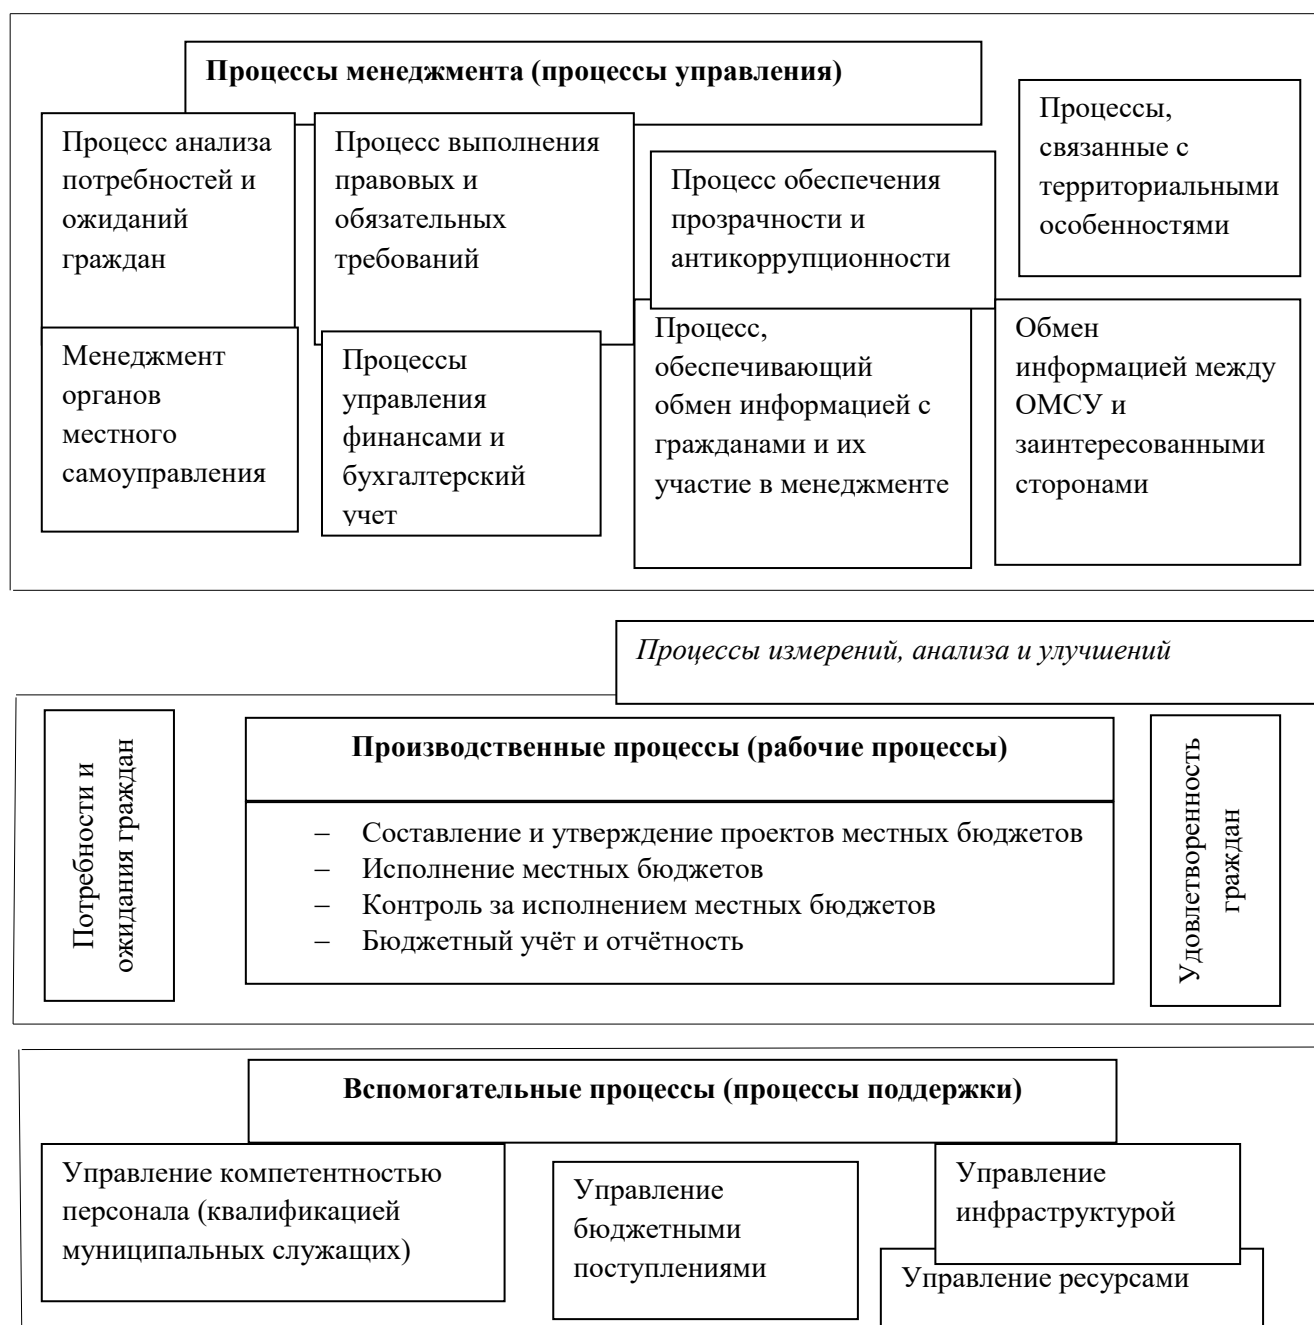 Процессы менеджмента (процессы управления)
Процесс анализа
потребностей и
ожиданий
граждан
Процесс выполнения
правовых и
обязательных
требований
Процесс обеспечения
прозрачности и
антикоррупционности
Процессы,
связанные с
территориальными
особенностями
Менеджмент
органов
местного
самоуправления
Процессы
управления
финансами и
бухгалтерский
учет
Процесс,
обеспечивающий
обмен информацией с
гражданами и их
участие в менеджменте
Обмен
информацией между
ОМСУ и
заинтересованными
сторонами
Процессы измерений, анализа и улучшений
Потребности и
ожидания граждан
Производственные процессы (рабочие процессы)
– Составление и утверждение проектов местных бюджетов
– Исполнение местных бюджетов
– Контроль за исполнением местных бюджетов
– Бюджетный учёт и отчётность
Удовлетворенность
граждан
Вспомогательные процессы (процессы поддержки)
Управление компетентностью
персонала (квалификацией
муниципальных служащих)
Управление
бюджетными
поступлениями
Управление
инфраструктурой
Управление ресурсами